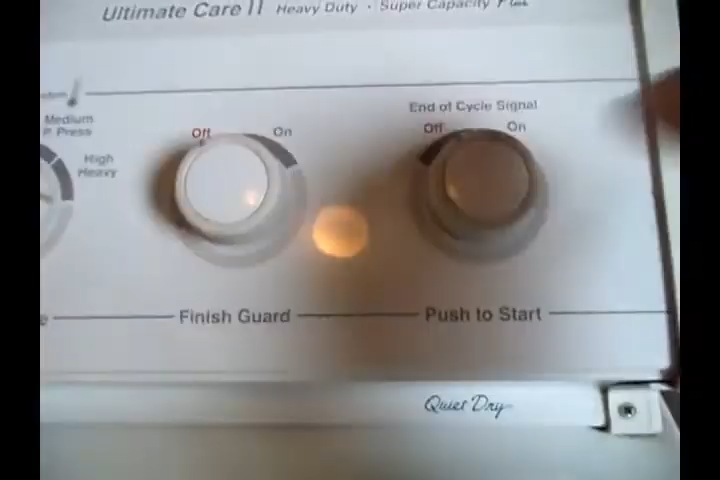 Ultimate Care II Heavy Duty · Super Capacity Plus
Medium
P. Press
High
Heavy
Off On
End of Cycle Signal
Off On
Finish Guard
Push to Start
Quiet Dry